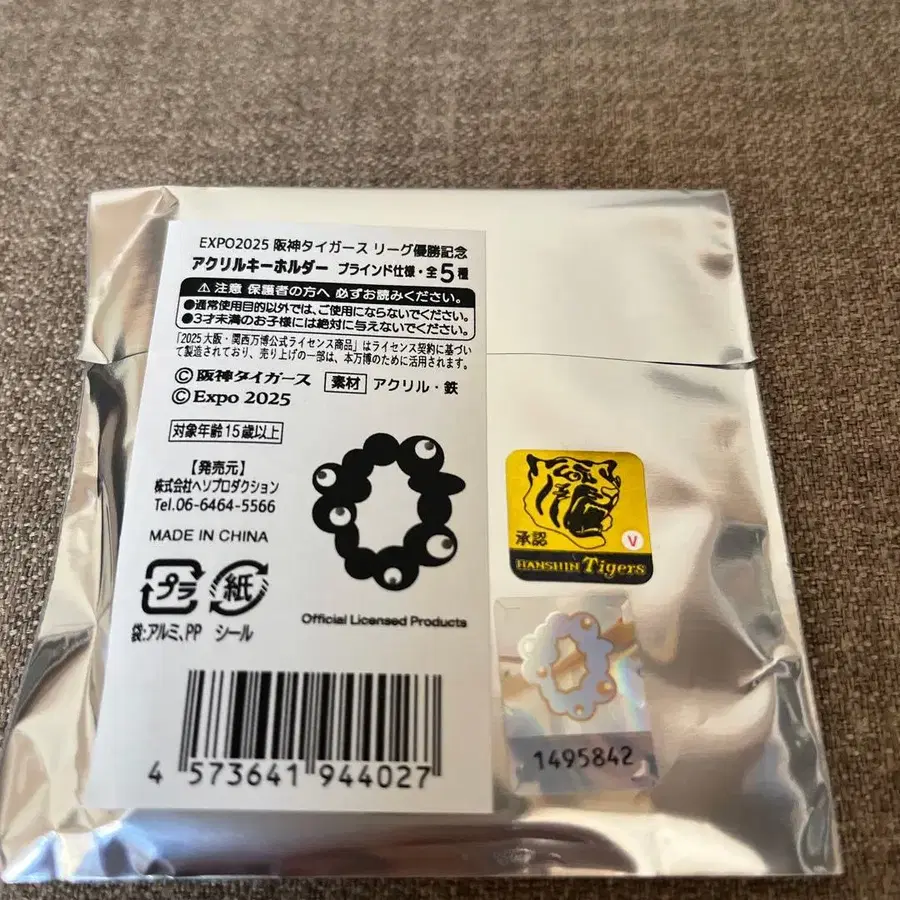 EXPO2025 阪神タイガース リーグ優勝記念
アクリルキーホルダー ブラインド仕様・全5種
⚠ 注意 保護者の方へ 必ずお読みください。
●通常使用目的以外では、ご使用にならないでください。
●3才未満のお子様には絶対に与えないでください。
「2025大阪・関西万博公式ライセンス商品」はライセンス契約に基づい
て製造されており、売り上げの一部は、本万博のために活用されます。
©阪神タイガース 素材 アクリル・鉄
©Expo 2025
対象年齢15歳以上
【発売元】
株式会社ヘソプロダクション
Tel.06-6464-5566
MADE IN CHINA
プラ 紙
袋:アルミ、PP シール
Official Licensed Products
4 573641 944027
承認 V
HANSHIN Tigers
1495842